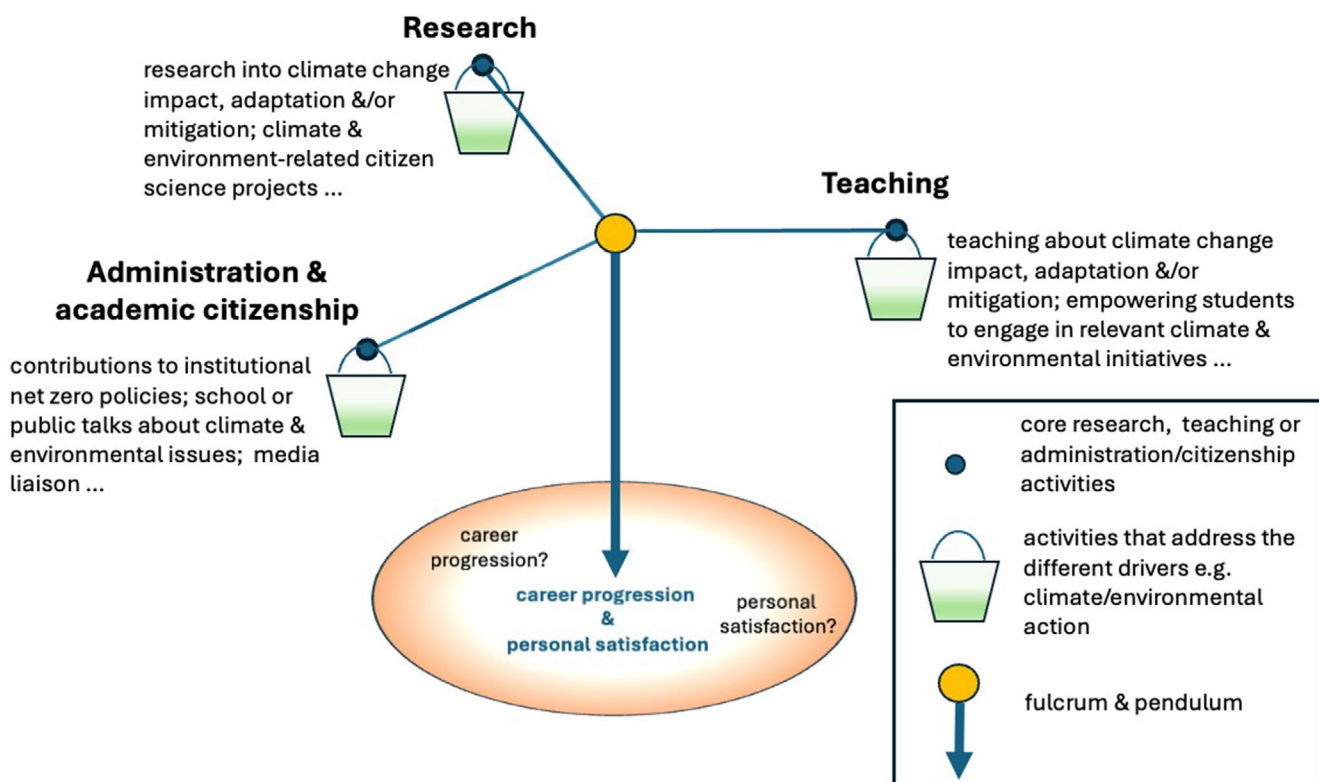 Research
research into climate change
impact, adaptation &/or
mitigation; climate &
environment-related citizen
science projects ...
Teaching
teaching about climate change
impact, adaptation &/or
mitigation; empowering students
to engage in relevant climate &
environmental initiatives ...
Administration &
academic citizenship
contributions to institutional
net zero policies; school or
public talks about climate &
environmental issues; media
liaison ...
career
progression?
career progression
&
personal satisfaction
personal
satisfaction?
core research, teaching or
administration/citizenship
activities
activities that address the
different drivers e.g.
climate/environmental
action
fulcrum & pendulum